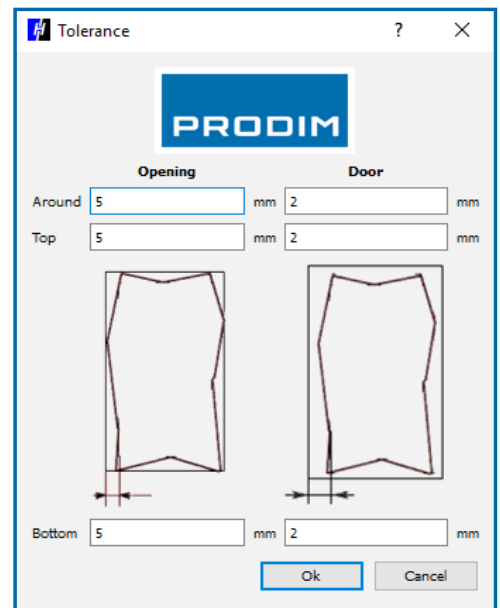 Tolerance ?
PRODIM
Opening Door
Around 5 mm 2 mm
Top 5 mm 2 mm
Bottom 5 mm 2 mm
Ok Cancel